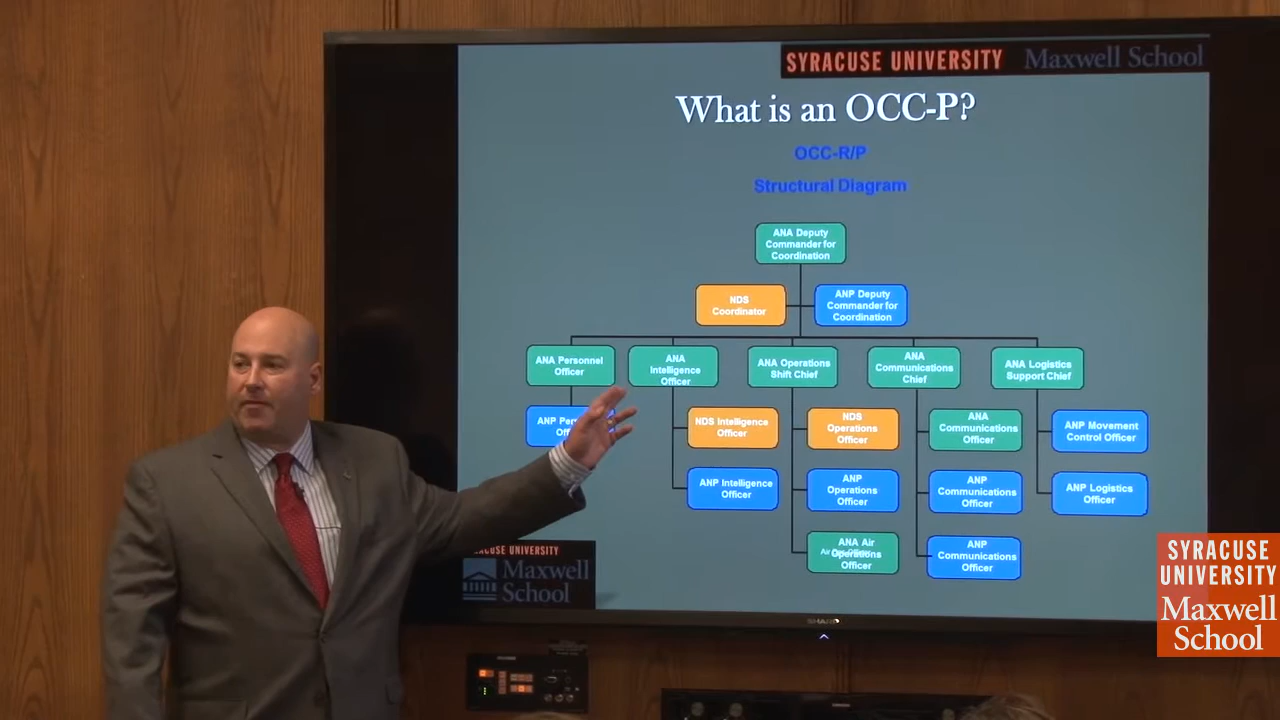 SYRACUSE UNIVERSITY Maxwell School
What is an OCC-P?
OCC-R/P
Structural Diagram
ANA Deputy
Commander for
Coordination
NDS
Coordinator
ANP Deputy
Commander for
Coordination
ANA Personnel
Officer
ANA
Intelligence
Officer
ANA Operations
Shift Chief
ANA
Communications
Chief
ANA Logistics
Support Chief
ANP
NDS Intelligence
Officer
NDS
Operations
Officer
ANA
Communications
Officer
ANP Movement
Control Officer
ANP Intelligence
Officer
ANP
Operations
Officer
ANP
Communications
Officer
ANP Logistics
Officer
ANA Air
Operations
Officer
ANP
Communications
Officer
UNIVERSITY
Maxwell
School
SHARP
SYRACUSE
UNIVERSITY
Maxwell
School